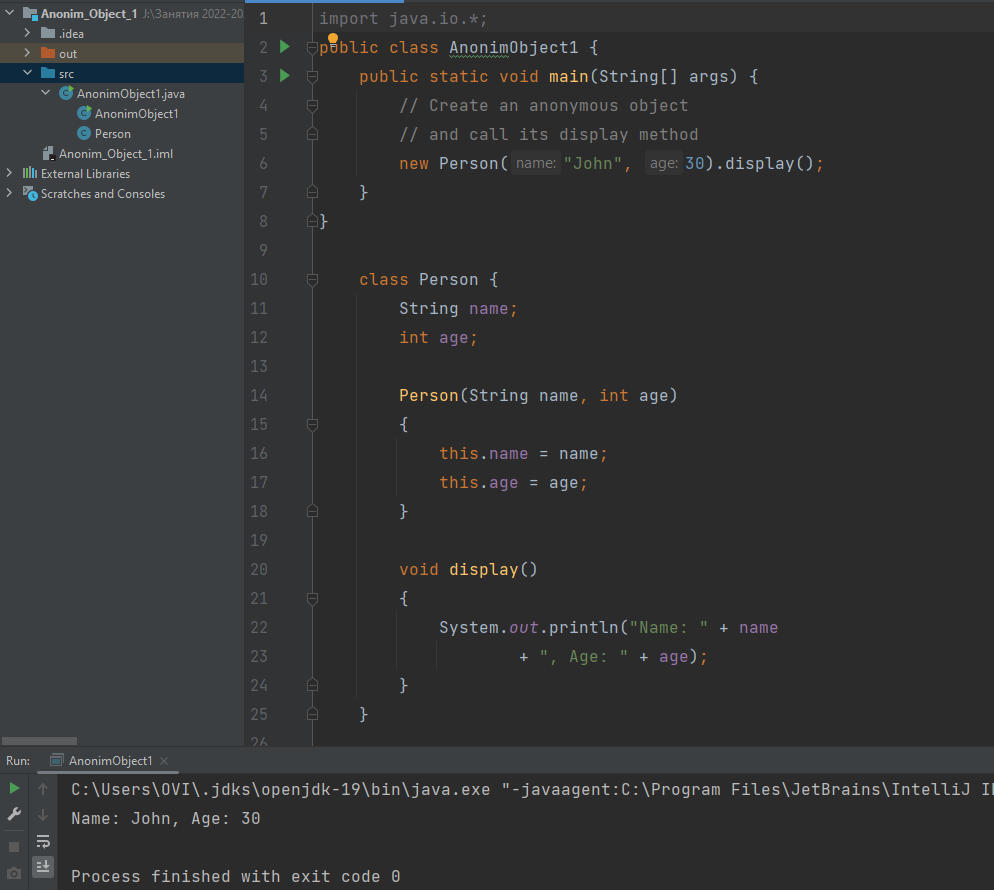 Anonim_Object_1 J:\Занятия 2022-20
.idea
out
src
AnonimObject1.java
AnonimObject1
Person
Anonim_Object_1.iml
External Libraries
Scratches and Consoles
1 import java.io.*;
2 public class AnonimObject1 {
3 public static void main(String[] args) {
4 // Create an anonymous object
5 // and call its display method
6 new Person( name: "John", age: 30).display();
7 }
8 }
9
10 class Person {
11 String name;
12 int age;
13
14 Person(String name, int age)
15 {
16 this.name = name;
17 this.age = age;
18 }
19
20 void display()
21 {
22 System.out.println("Name: " + name
23 + ", Age: " + age);
24 }
25 }
26
Run: AnonimObject1
C:\Users\OVI\.jdks\openjdk-19\bin\java.exe "-javaagent:C:\Program Files\JetBrains\IntelliJ I
Name: John, Age: 30
Process finished with exit code 0